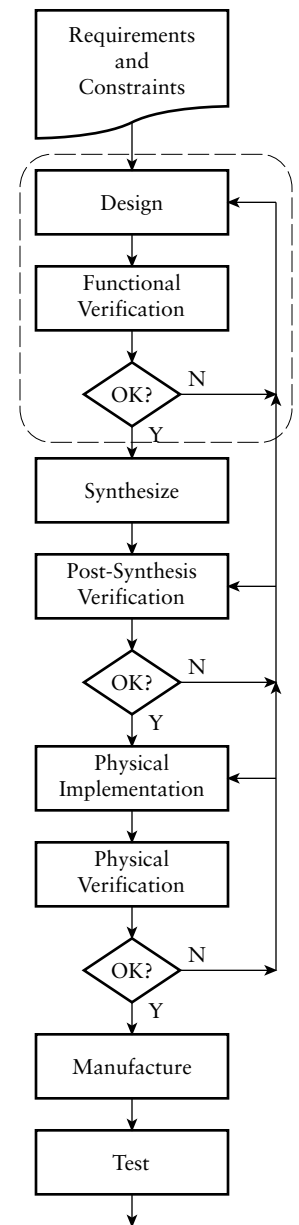 Requirements
and
Constraints
Design
Functional
Verification
OK?
N
Y
Synthesize
Post-Synthesis
Verification
OK?
N
Y
Physical
Implementation
Physical
Verification
OK?
N
Y
Manufacture
Test